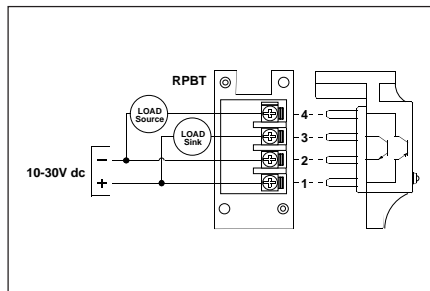 RPBT
LOAD
Source
LOAD
Sink
4
3
2
1
10-30V dc
−
+